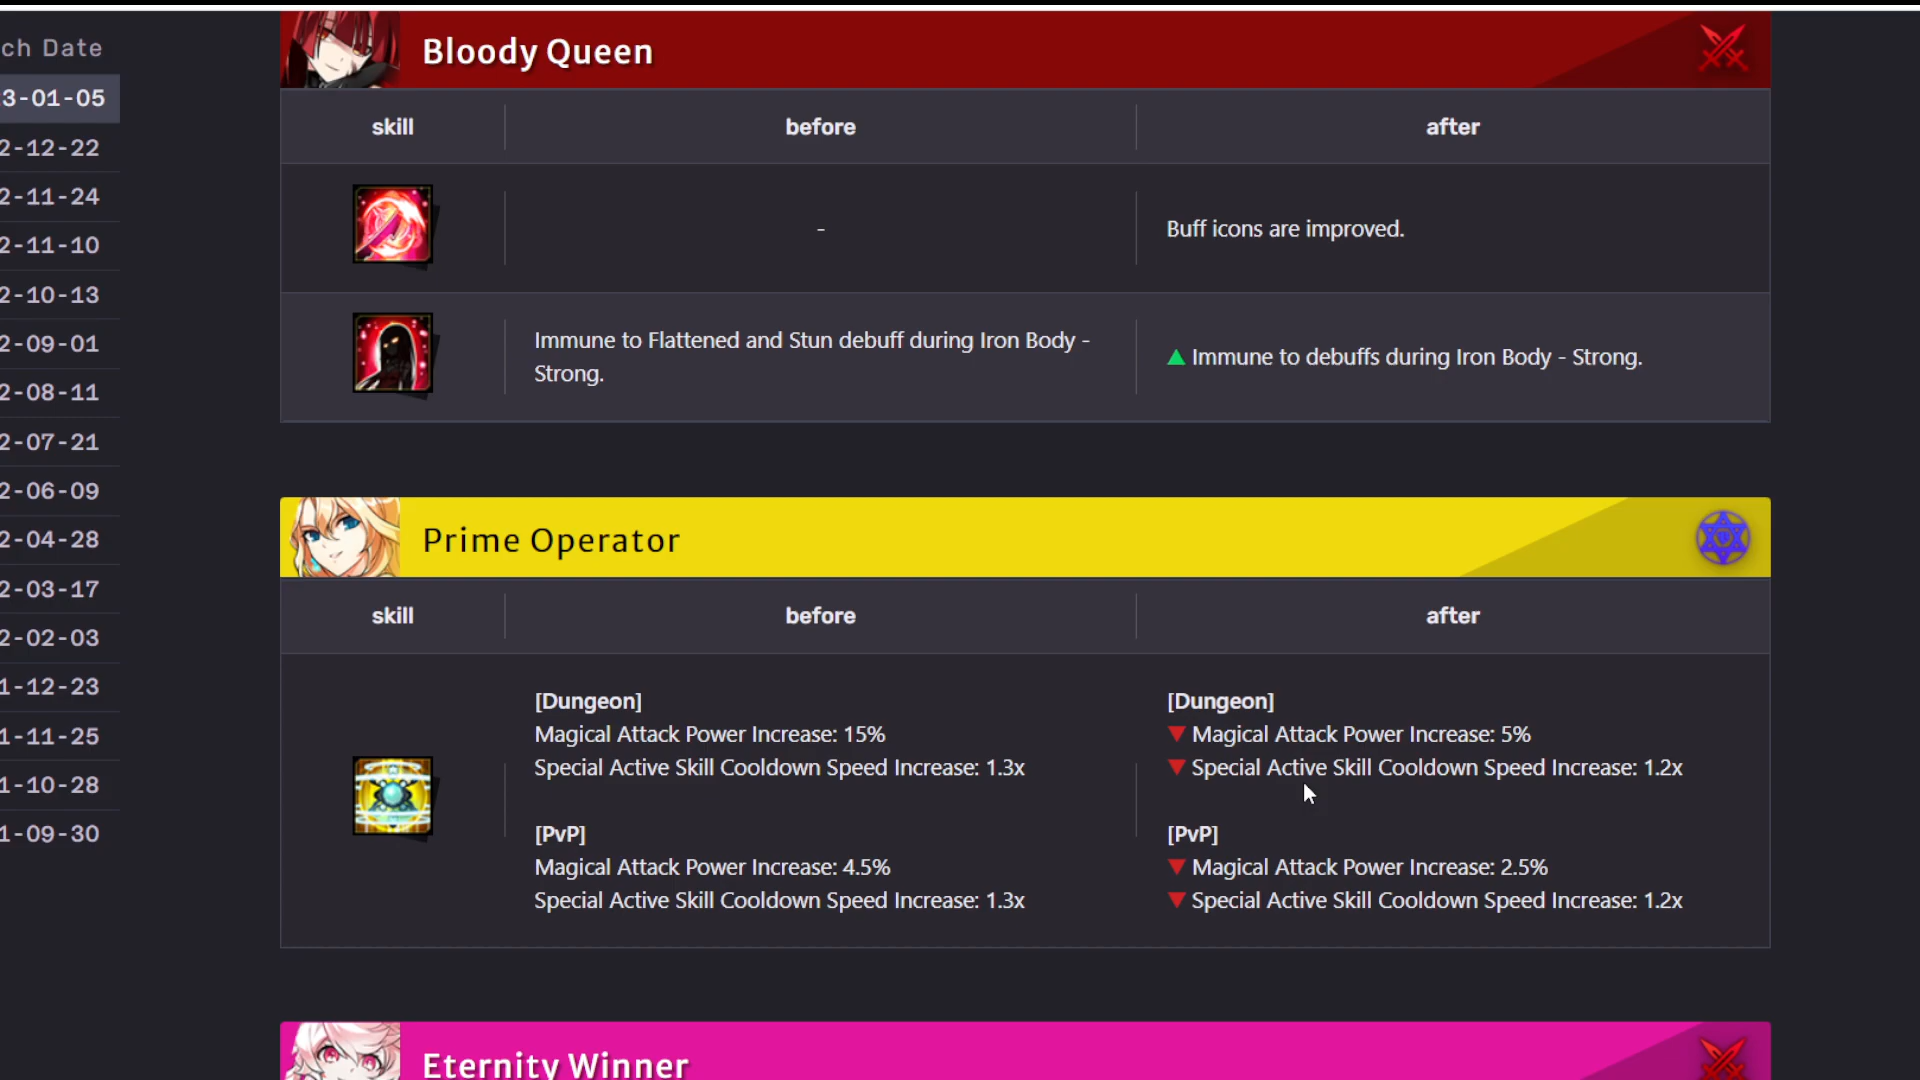 ch Date
3-01-05
2-12-22
2-11-24
2-11-10
2-10-13
2-09-01
2-08-11
2-07-21
2-06-09
2-04-28
2-03-17
2-02-03
1-12-23
1-11-25
1-10-28
1-09-30
Bloody Queen
skill before after
- Buff icons are improved.
Immune to Flattened and Stun debuff during Iron Body -
Strong.
▲ Immune to debuffs during Iron Body - Strong.
Prime Operator
skill before after
[Dungeon]
Magical Attack Power Increase: 15%
Special Active Skill Cooldown Speed Increase: 1.3x
[PvP]
Magical Attack Power Increase: 4.5%
Special Active Skill Cooldown Speed Increase: 1.3x
[Dungeon]
▼ Magical Attack Power Increase: 5%
▼ Special Active Skill Cooldown Speed Increase: 1.2x
[PvP]
▼ Magical Attack Power Increase: 2.5%
▼ Special Active Skill Cooldown Speed Increase: 1.2x
Eternity Winner